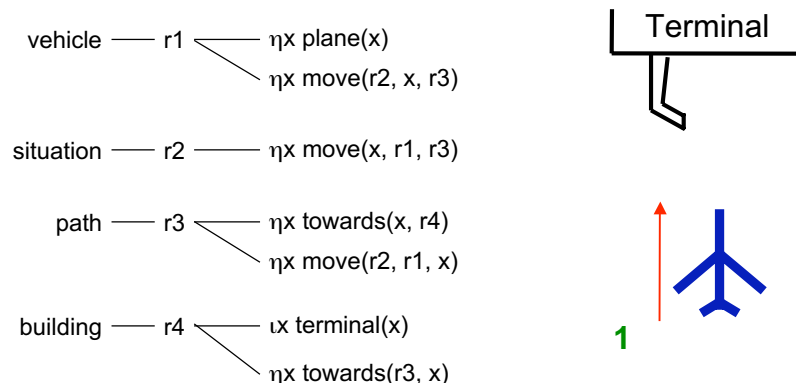 vehicle r1 ηx plane(x)
ηx move(r2, x, r3)
situation r2 ηx move(x, r1, r3)
path r3 ηx towards(x, r4)
ηx move(r2, r1, x)
building r4 ιx terminal(x)
ηx towards(r3, x)
Terminal
1